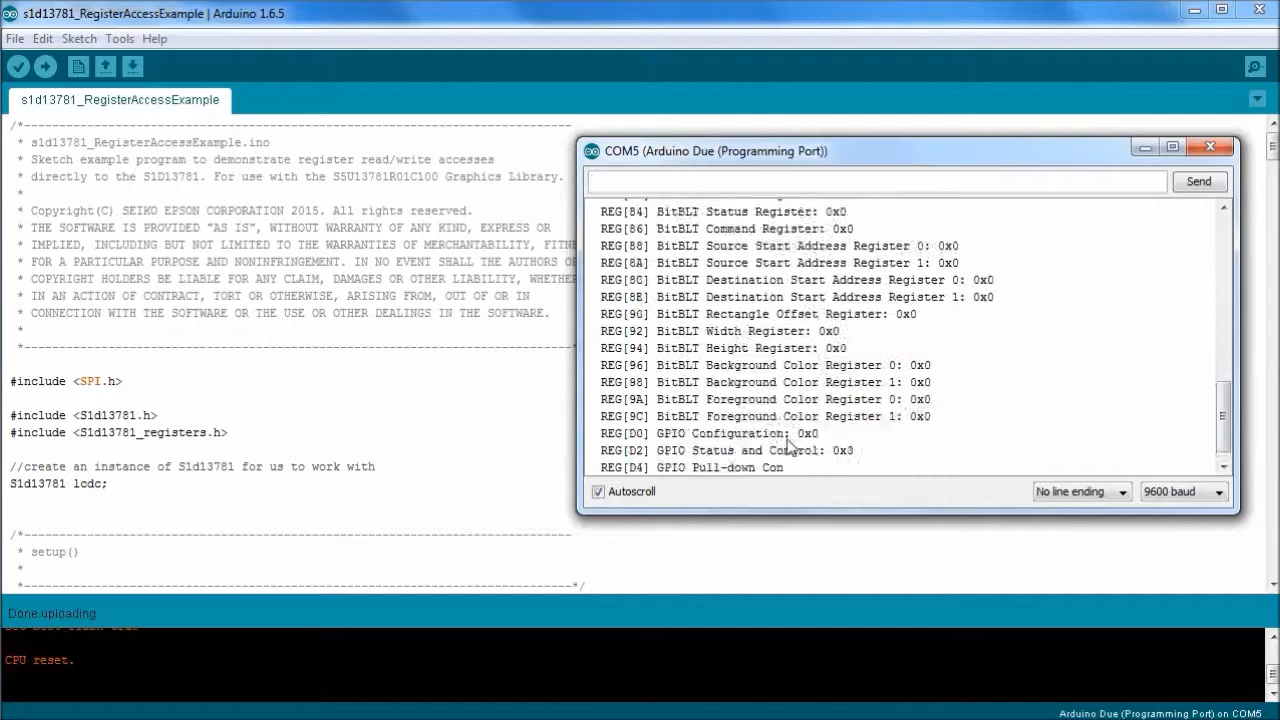 s1d13781_RegisterAccessExample | Arduino 1.6.5
File Edit Sketch Tools Help
s1d13781_RegisterAccessExample
/*------------------------------------------------------------------------------
* s1d13781_RegisterAccessExample.ino
* Sketch example program to demonstrate register read/write accesses
* directly to the S1D13781. For use with the S5U13781R01C100 Graphics Library.
*
* Copyright(C) SEIKO EPSON CORPORATION 2015. All rights reserved.
* THE SOFTWARE IS PROVIDED "AS IS", WITHOUT WARRANTY OF ANY KIND, EXPRESS OR
* IMPLIED, INCLUDING BUT NOT LIMITED TO THE WARRANTIES OF MERCHANTABILITY, FITNE
* FOR A PARTICULAR PURPOSE AND NONINFRINGEMENT. IN NO EVENT SHALL THE AUTHORS OF
* COPYRIGHT HOLDERS BE LIABLE FOR ANY CLAIM, DAMAGES OR OTHER LIABILITY, WHETHER
* IN AN ACTION OF CONTRACT, TORT OR OTHERWISE, ARISING FROM, OUT OF OR IN
* CONNECTION WITH THE SOFTWARE OR THE USE OR OTHER DEALINGS IN THE SOFTWARE.
*
*------------------------------------------------------------------------------
#include <SPI.h>
#include <S1d13781.h>
#include <S1d13781_registers.h>
//create an instance of S1d13781 for us to work with
S1d13781 lcdc;
/*------------------------------------------------------------------------------
* setup()
*
*------------------------------------------------------------------------------*/
COM5 (Arduino Due (Programming Port))
Send
REG[84] BitBLT Status Register: 0x0
REG[86] BitBLT Command Register: 0x0
REG[88] BitBLT Source Start Address Register 0: 0x0
REG[8A] BitBLT Source Start Address Register 1: 0x0
REG[8C] BitBLT Destination Start Address Register 0: 0x0
REG[8E] BitBLT Destination Start Address Register 1: 0x0
REG[90] BitBLT Rectangle Offset Register: 0x0
REG[92] BitBLT Width Register: 0x0
REG[94] BitBLT Height Register: 0x0
REG[96] BitBLT Background Color Register 0: 0x0
REG[98] BitBLT Background Color Register 1: 0x0
REG[9A] BitBLT Foreground Color Register 0: 0x0
REG[9C] BitBLT Foreground Color Register 1: 0x0
REG[D0] GPIO Configuration: 0x0
REG[D2] GPIO Status and Control: 0x0
REG[D4] GPIO Pull-down Con
Autoscroll
No line ending
9600 baud
Done uploading
CPU reset.
Arduino Due (Programming Port) on COM5